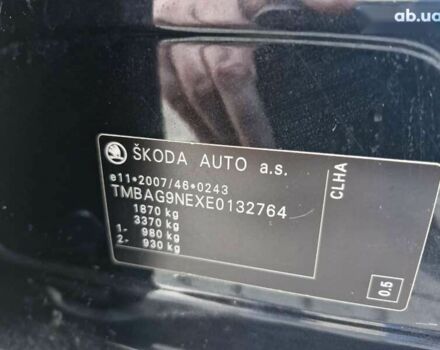 ab.ua
ŠKODA AUTO a.s.
e11*2007/46*0243
TMBAG9NEXE0132764
1870 kg
3370 kg
1- 980 kg
2- 930 kg
CLHA
0.5